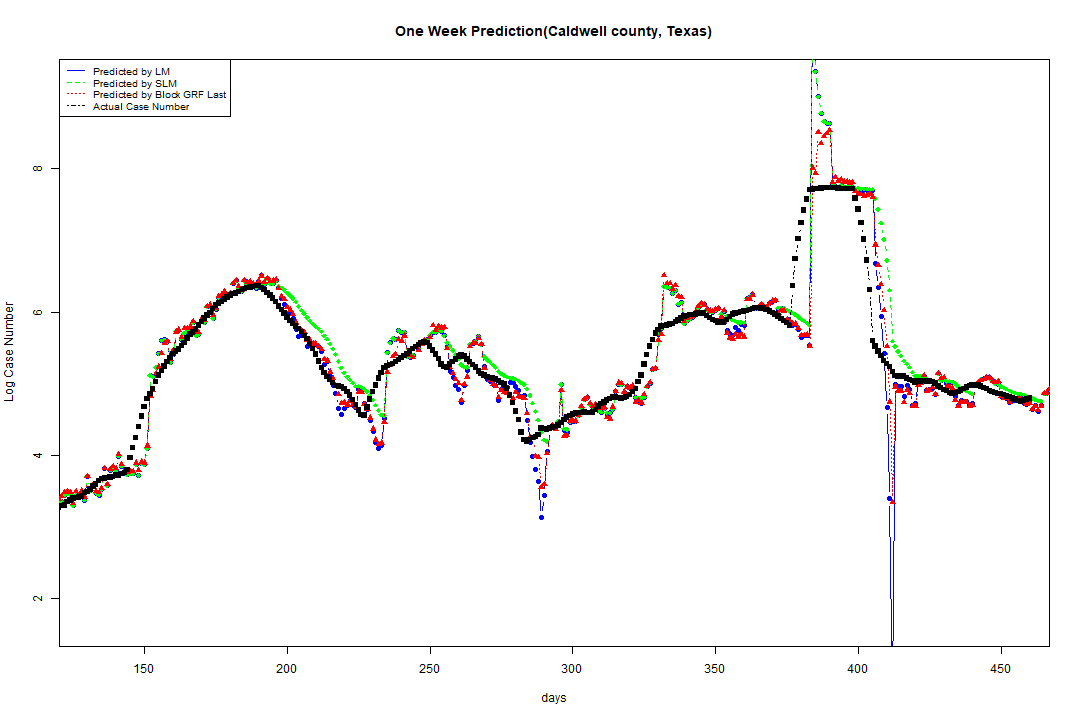 One Week Prediction(Caldwell county, Texas)
Predicted by LM
Predicted by SLM
Predicted by Block GRF Last
Actual Case Number
8
6
4
2
Log Case Number
150 200 250 300 350 400 450
days